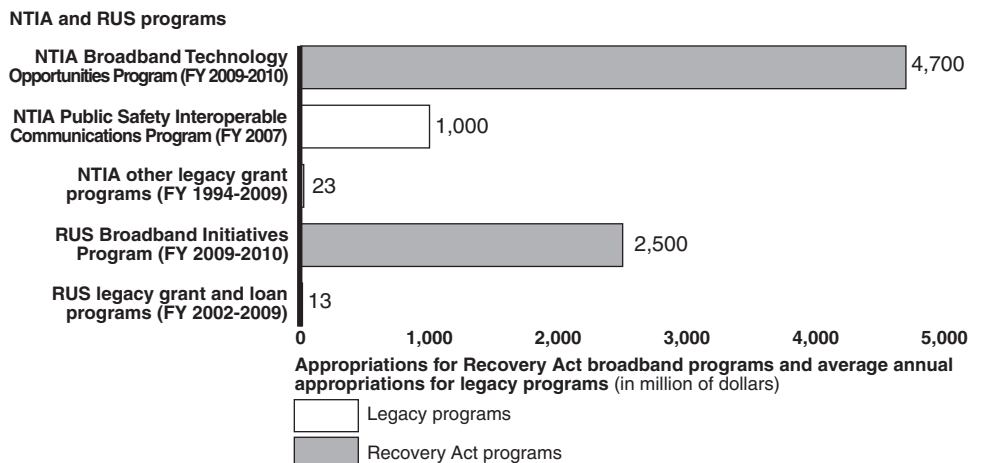 NTIA and RUS programs
NTIA Broadband Technology
Opportunities Program (FY 2009-2010)
4,700
NTIA Public Safety Interoperable
Communications Program (FY 2007)
1,000
NTIA other legacy grant
programs (FY 1994-2009)
23
RUS Broadband Initiatives
Program (FY 2009-2010)
2,500
RUS legacy grant and loan
programs (FY 2002-2009)
13
0 1,000 2,000 3,000 4,000 5,000
Appropriations for Recovery Act broadband programs and average annual
appropriations for legacy programs (in million of dollars)
Legacy programs
Recovery Act programs